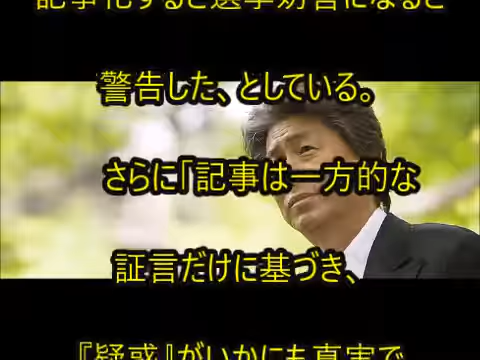 記事化すると選挙妨害になると
警告した、としている。
さらに「記事は一方的な
証言だけに基づき、
『疑惑』がいかにも真実で